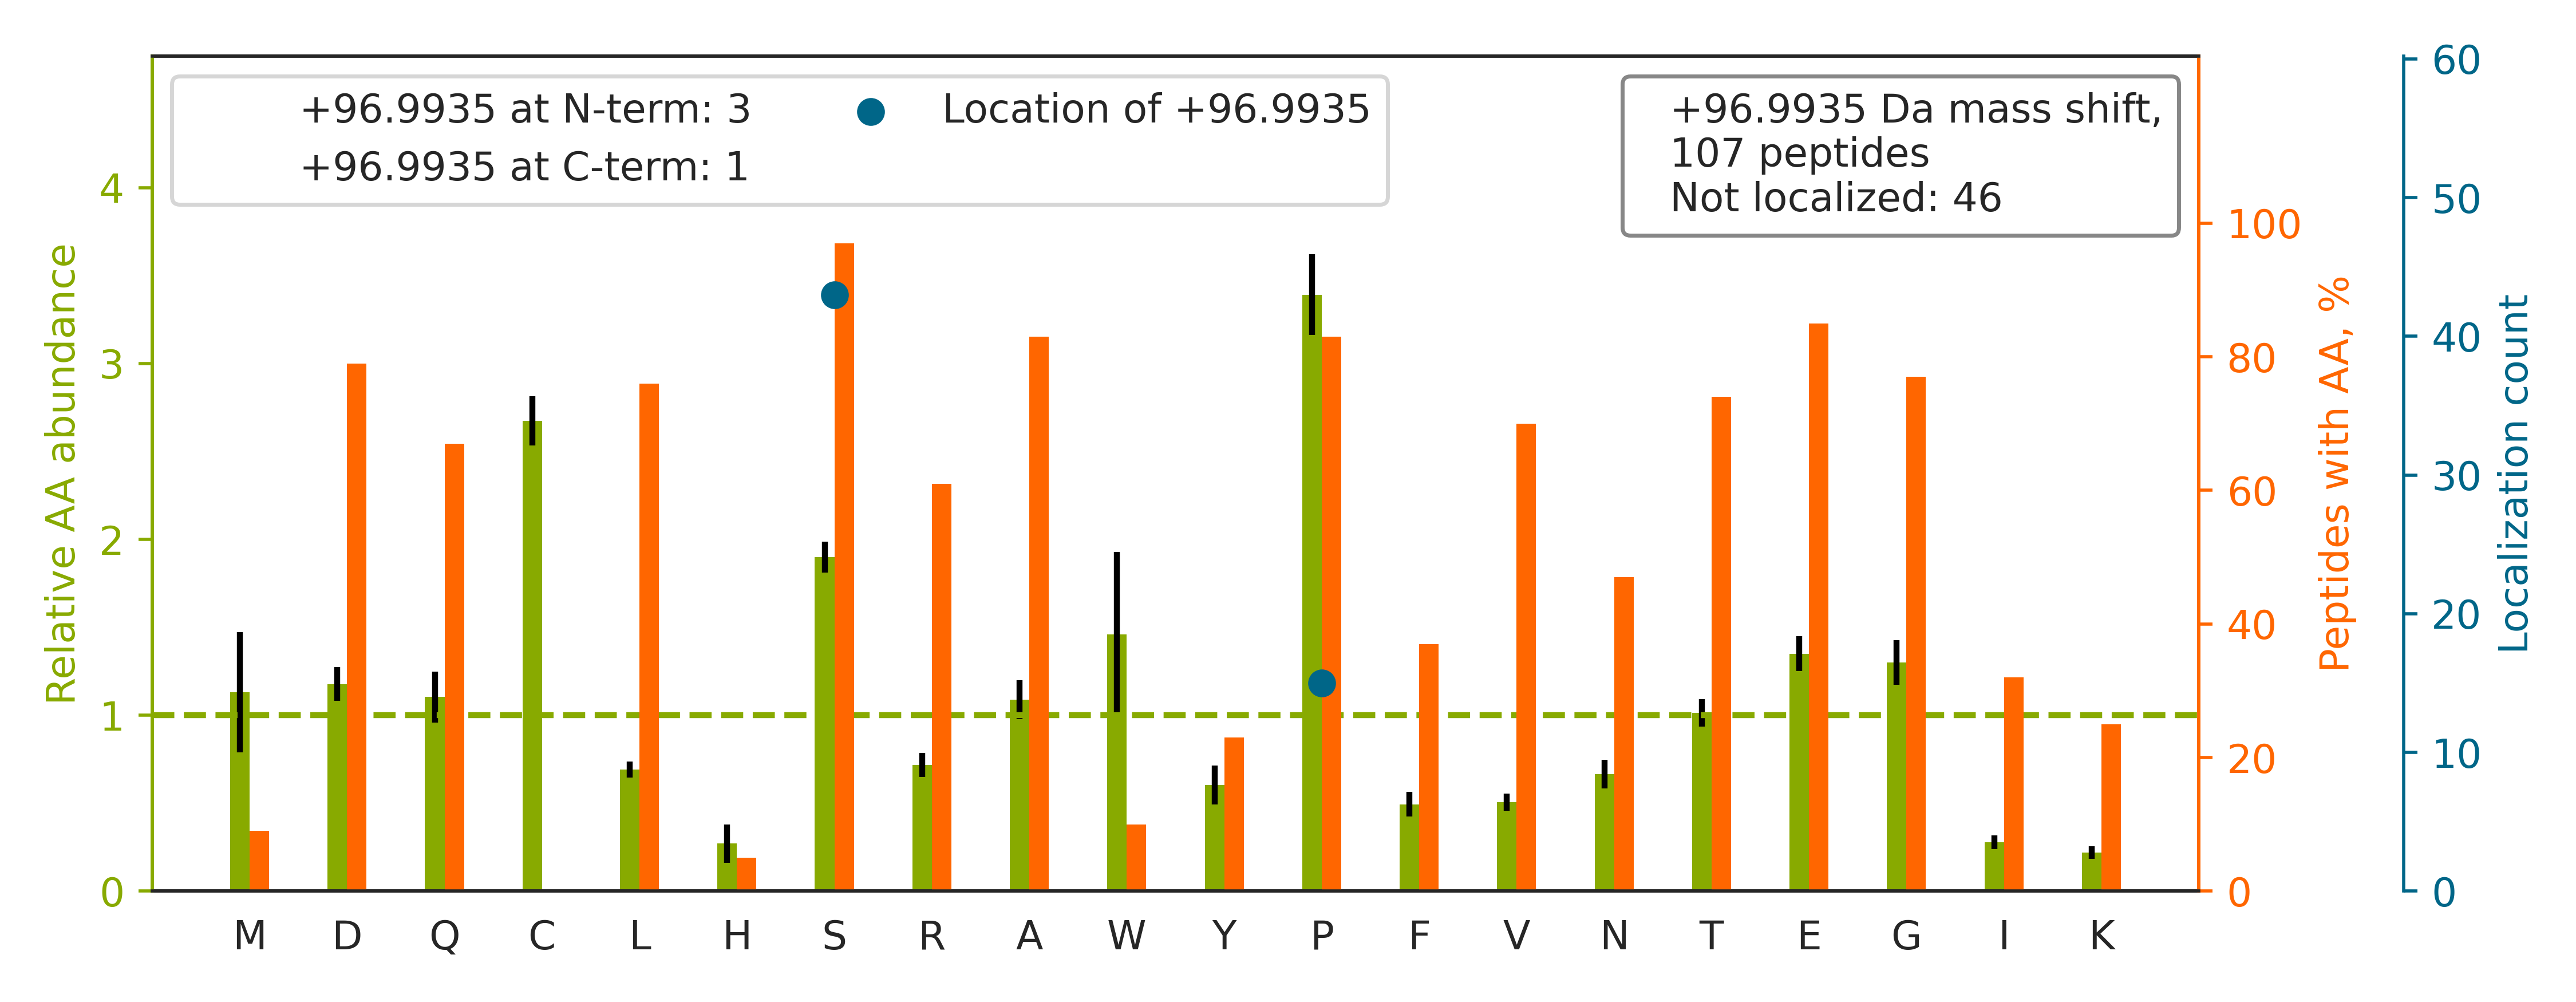 +96.9935 at N-term: 3
+96.9935 at C-term: 1
Location of +96.9935
+96.9935 Da mass shift,
107 peptides
Not localized: 46
Relative AA abundance
4
3
2
1
0
100
80
60
40
20
0
Peptides with AA, %
60
50
40
30
20
10
0
Localization count
M D Q C L H S R A W Y P F V N T E G I K